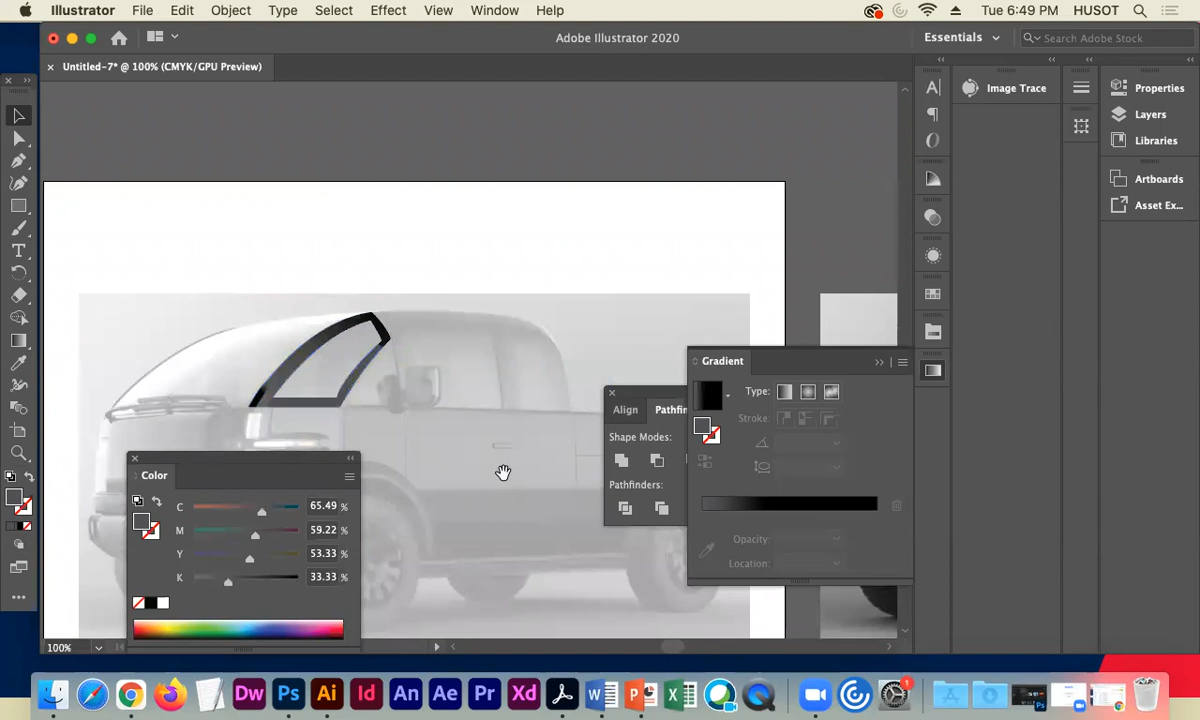 Illustrator File Edit Object Type Select Effect View Window Help Tue 6:49 PM HUSOT
Adobe Illustrator 2020 Essentials Search Adobe Stock
× Untitled-7* @ 100% (CMYK/GPU Preview)
Image Trace
Properties
Layers
Libraries
Artboards
Asset Ex...
Gradient
Type:
Stroke:
Opacity:
Location:
Align Pathfin
Shape Modes:
Pathfinders:
Color
C 65.49 %
M 59.22 %
Y 53.33 %
K 33.33 %
100%
Dw Ps Ai Id An Ae Pr Xd W P X 1